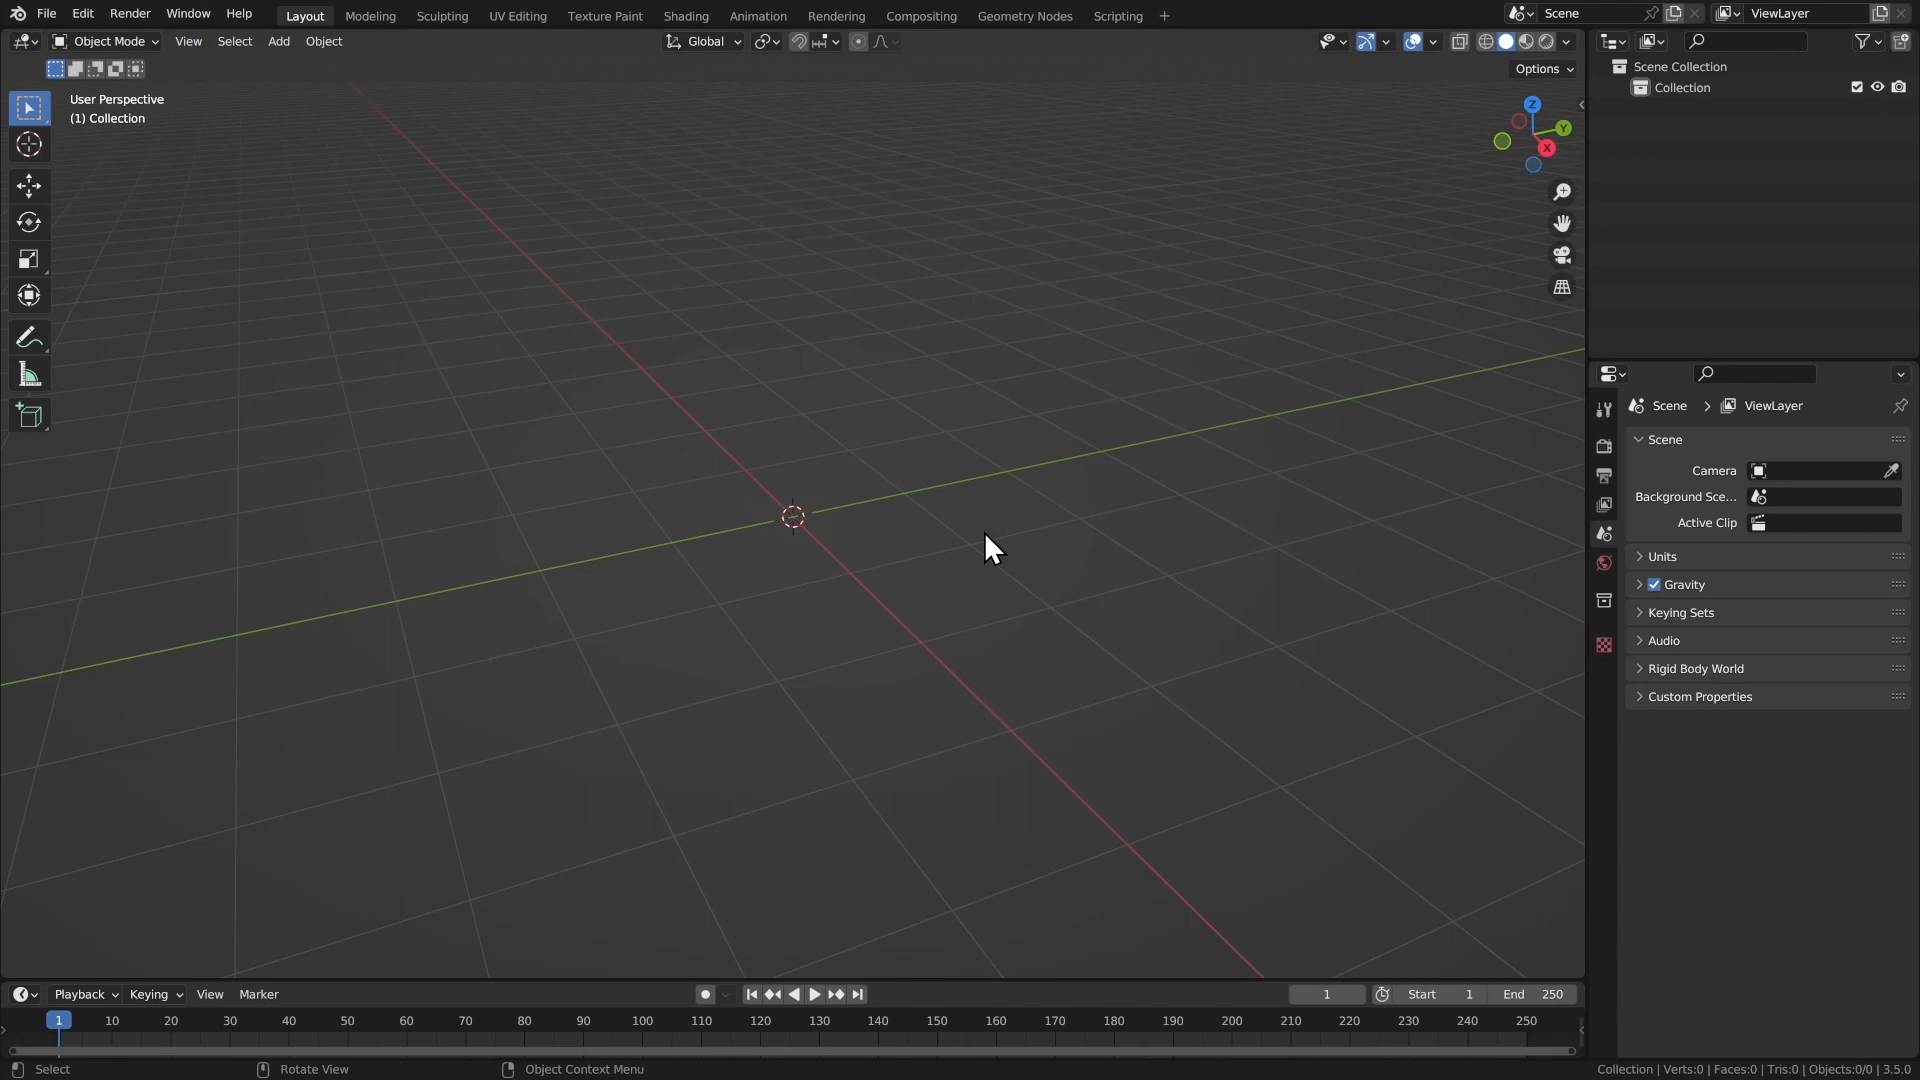 File Edit Render Window Help Layout Modeling Sculpting UV Editing Texture Paint Shading Animation Rendering Compositing Geometry Nodes Scripting + Scene ViewLayer
Object Mode View Select Add Object Global
Options
User Perspective
(1) Collection
Z
Y
X
Scene Collection
Collection
Scene > ViewLayer
Scene
Camera
Background Sce...
Active Clip
Units
Gravity
Keying Sets
Audio
Rigid Body World
Custom Properties
Playback Keying View Marker 1 Start 1 End 250
1 10 20 30 40 50 60 70 80 90 100 110 120 130 140 150 160 170 180 190 200 210 220 230 240 250
Select Rotate View Object Context Menu Collection | Verts:0 | Faces:0 | Tris:0 | Objects:0/0 | 3.5.0